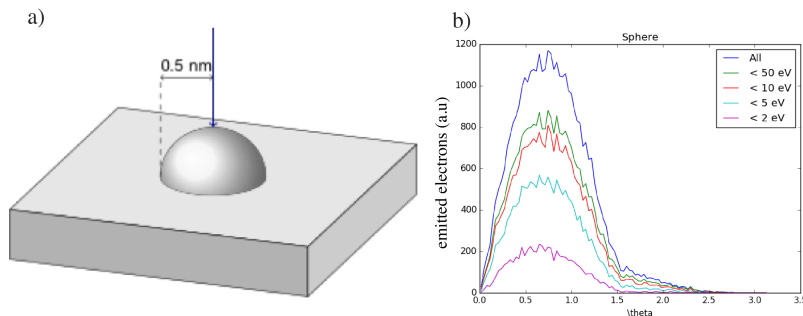 a)
0.5 nm
b)
Sphere
emitted electrons (a.u)
1200
1000
800
600
400
200
0
0.0 0.5 1.0 1.5 2.0 2.5 3.0 3.5
\theta
All
< 50 eV
< 10 eV
< 5 eV
< 2 eV